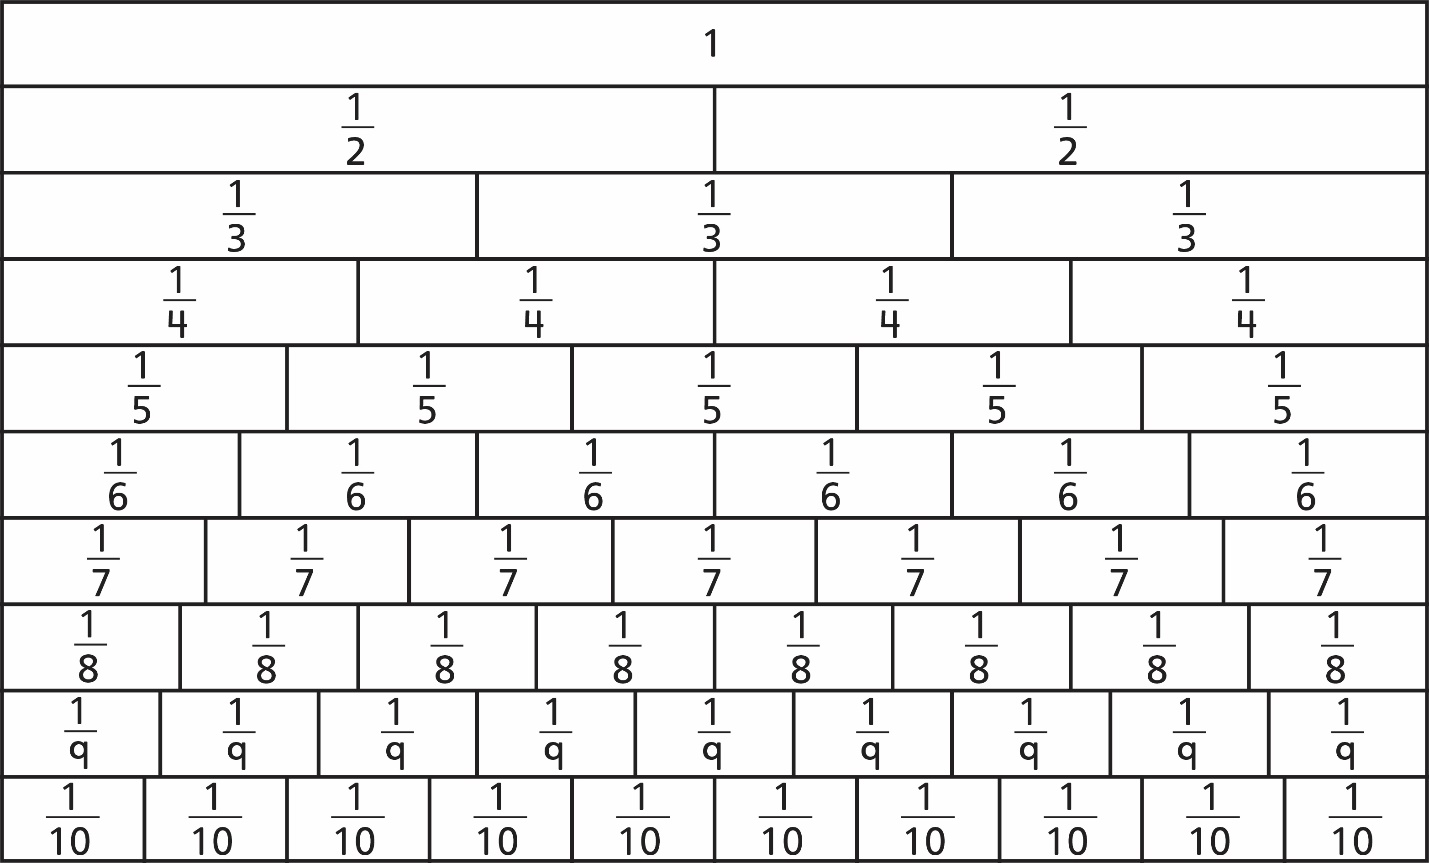 1
1/2 1/2
1/3 1/3 1/3
1/4 1/4 1/4 1/4
1/5 1/5 1/5 1/5 1/5
1/6 1/6 1/6 1/6 1/6 1/6
1/7 1/7 1/7 1/7 1/7 1/7 1/7
1/8 1/8 1/8 1/8 1/8 1/8 1/8 1/8
1/9 1/9 1/9 1/9 1/9 1/9 1/9 1/9 1/9
1/10 1/10 1/10 1/10 1/10 1/10 1/10 1/10 1/10 1/10